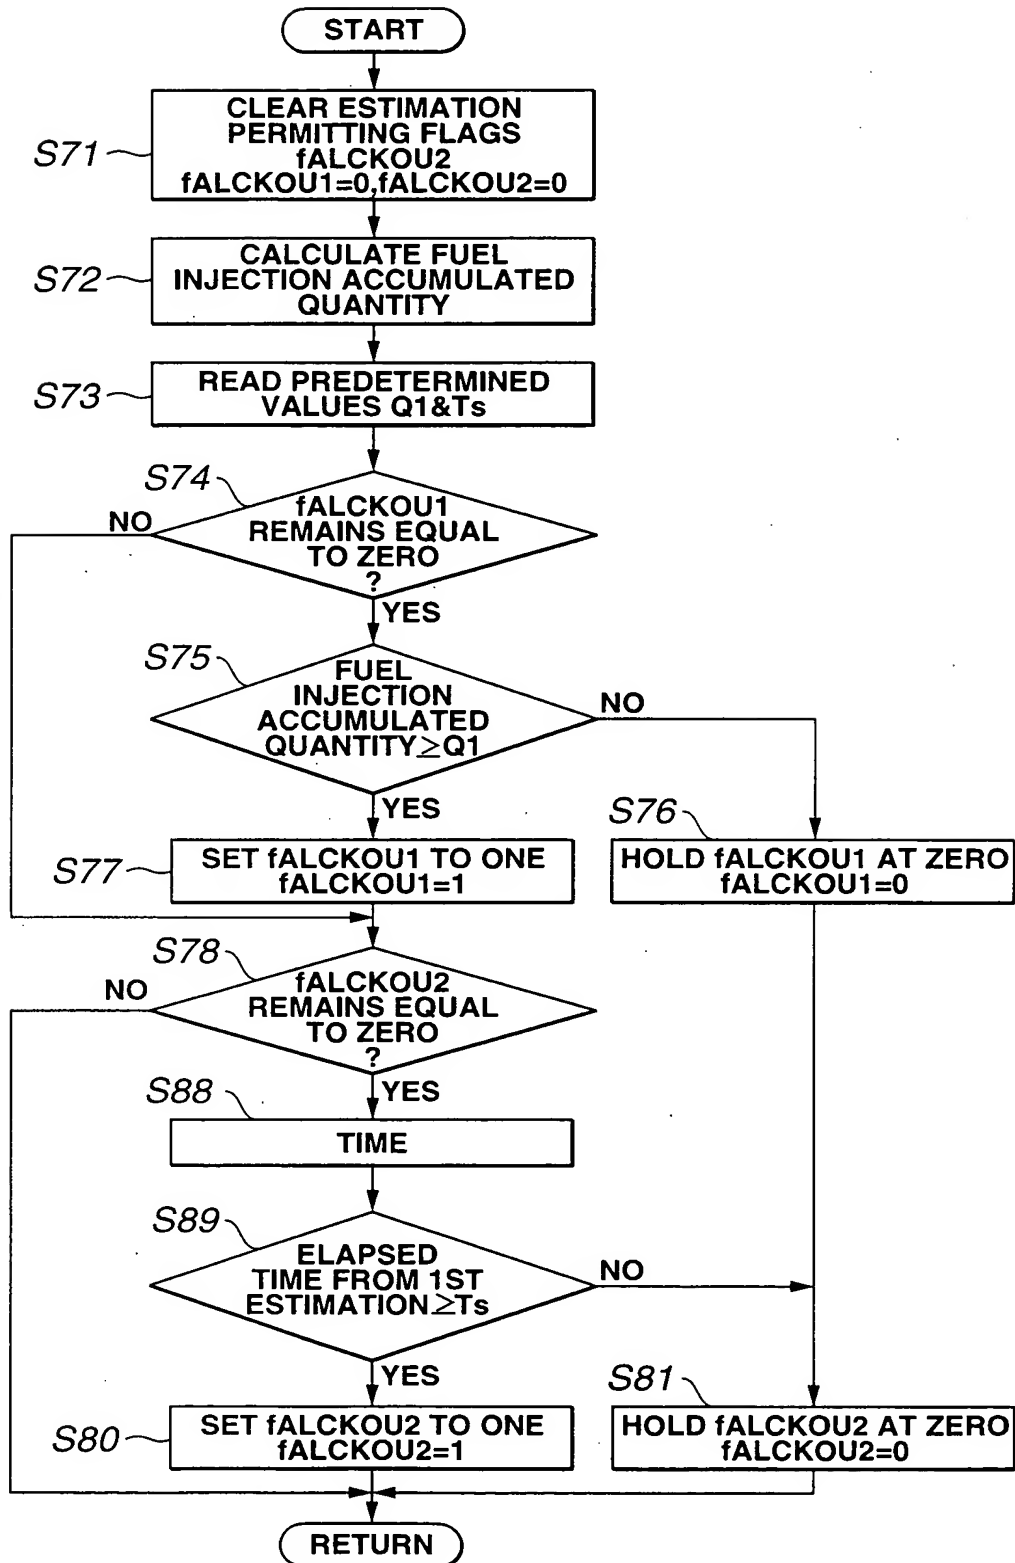 START
S71
CLEAR ESTIMATION
PERMITTING FLAGS
fALCKOU2
fALCKOU1=0,fALCKOU2=0
S72
CALCULATE FUEL
INJECTION ACCUMULATED
QUANTITY
S73
READ PREDETERMINED
VALUES Q1&Ts
S74
fALCKOU1
REMAINS EQUAL
TO ZERO
?
NO
YES
S75
FUEL
INJECTION
ACCUMULATED
QUANTITY≥Q1
NO
YES
S76
HOLD fALCKOU1 AT ZERO
fALCKOU1=0
S77
SET fALCKOU1 TO ONE
fALCKOU1=1
S78
fALCKOU2
REMAINS EQUAL
TO ZERO
?
NO
YES
S88
TIME
S89
ELAPSED
TIME FROM 1ST
ESTIMATION≥Ts
NO
YES
S80
SET fALCKOU2 TO ONE
fALCKOU2=1
S81
HOLD fALCKOU2 AT ZERO
fALCKOU2=0
RETURN